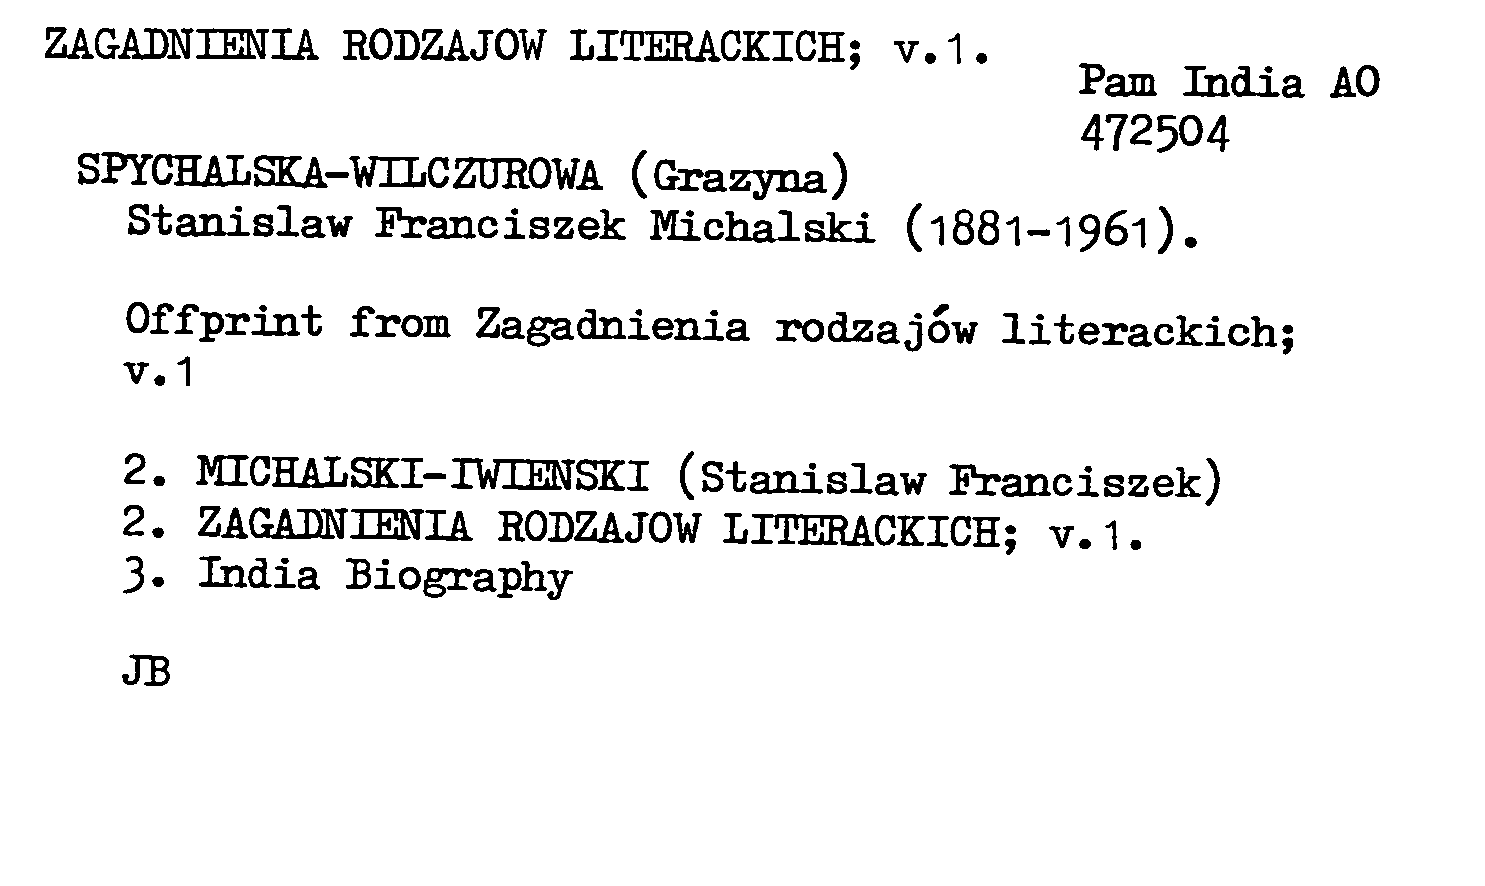 ZAGADNIENIA RODZAJOW LITERACKICH; v.1.
Pam India AO
472504
SPYCHALSKA-WILCZUROWA (Grazyna)
Stanislaw Franciszek Michalski (1881-1961).
Offprint from Zagadnienia rodzajów literackich;
v.1
2. MICHALSKI-IWIENSKI (Stanislaw Franciszek)
2. ZAGADNIENIA RODZAJOW LITERACKICH; v.1.
3. India Biography
JB